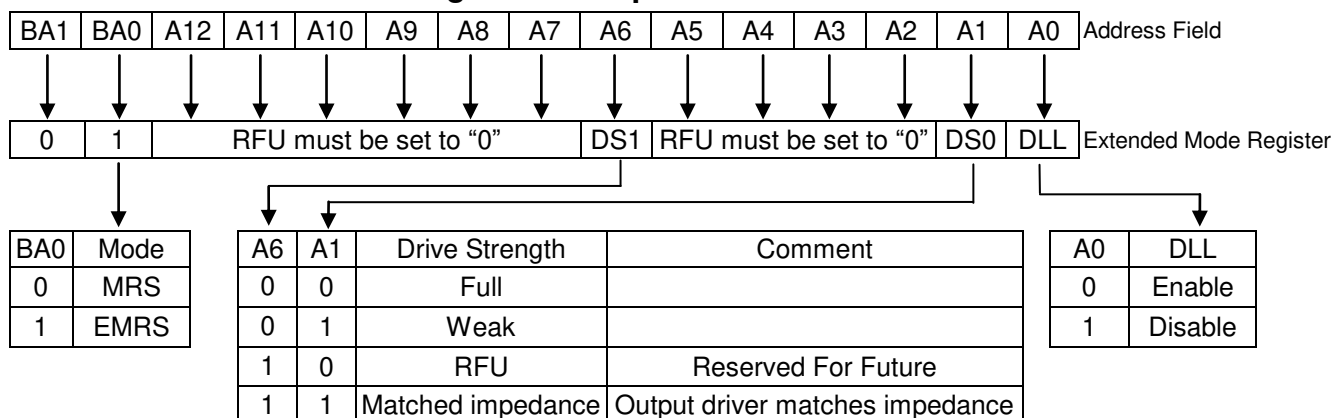 BA1 BA0 A12 A11 A10 A9 A8 A7 A6 A5 A4 A3 A2 A1 A0 Address Field
0 1 RFU must be set to “0” DS1 RFU must be set to “0” DS0 DLL Extended Mode Register
BA0 Mode
0 MRS
1 EMRS
A6 A1 Drive Strength Comment
0 0 Full
0 1 Weak
1 0 RFU Reserved For Future
1 1 Matched impedance Output driver matches impedance
A0 DLL
0 Enable
1 Disable